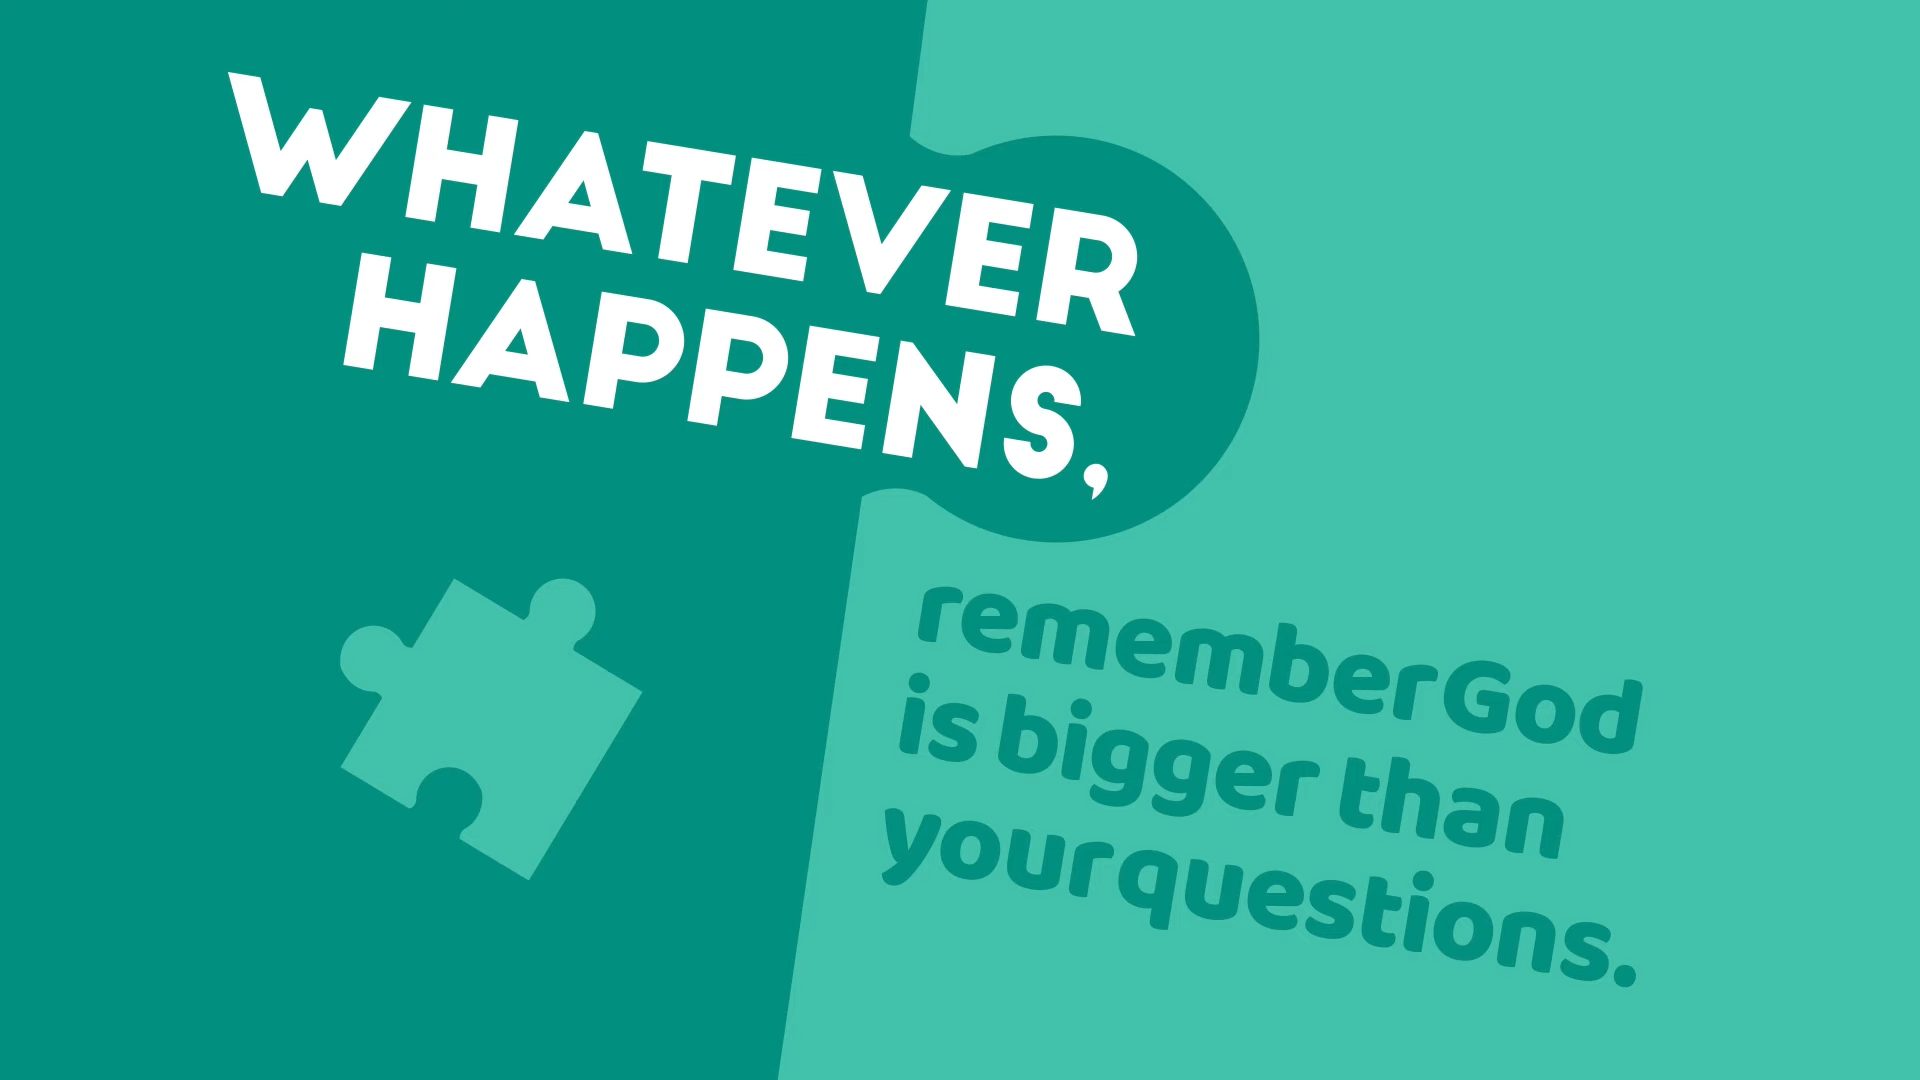 WHATEVER
HAPPENS,
remember God
is bigger than
your questions.